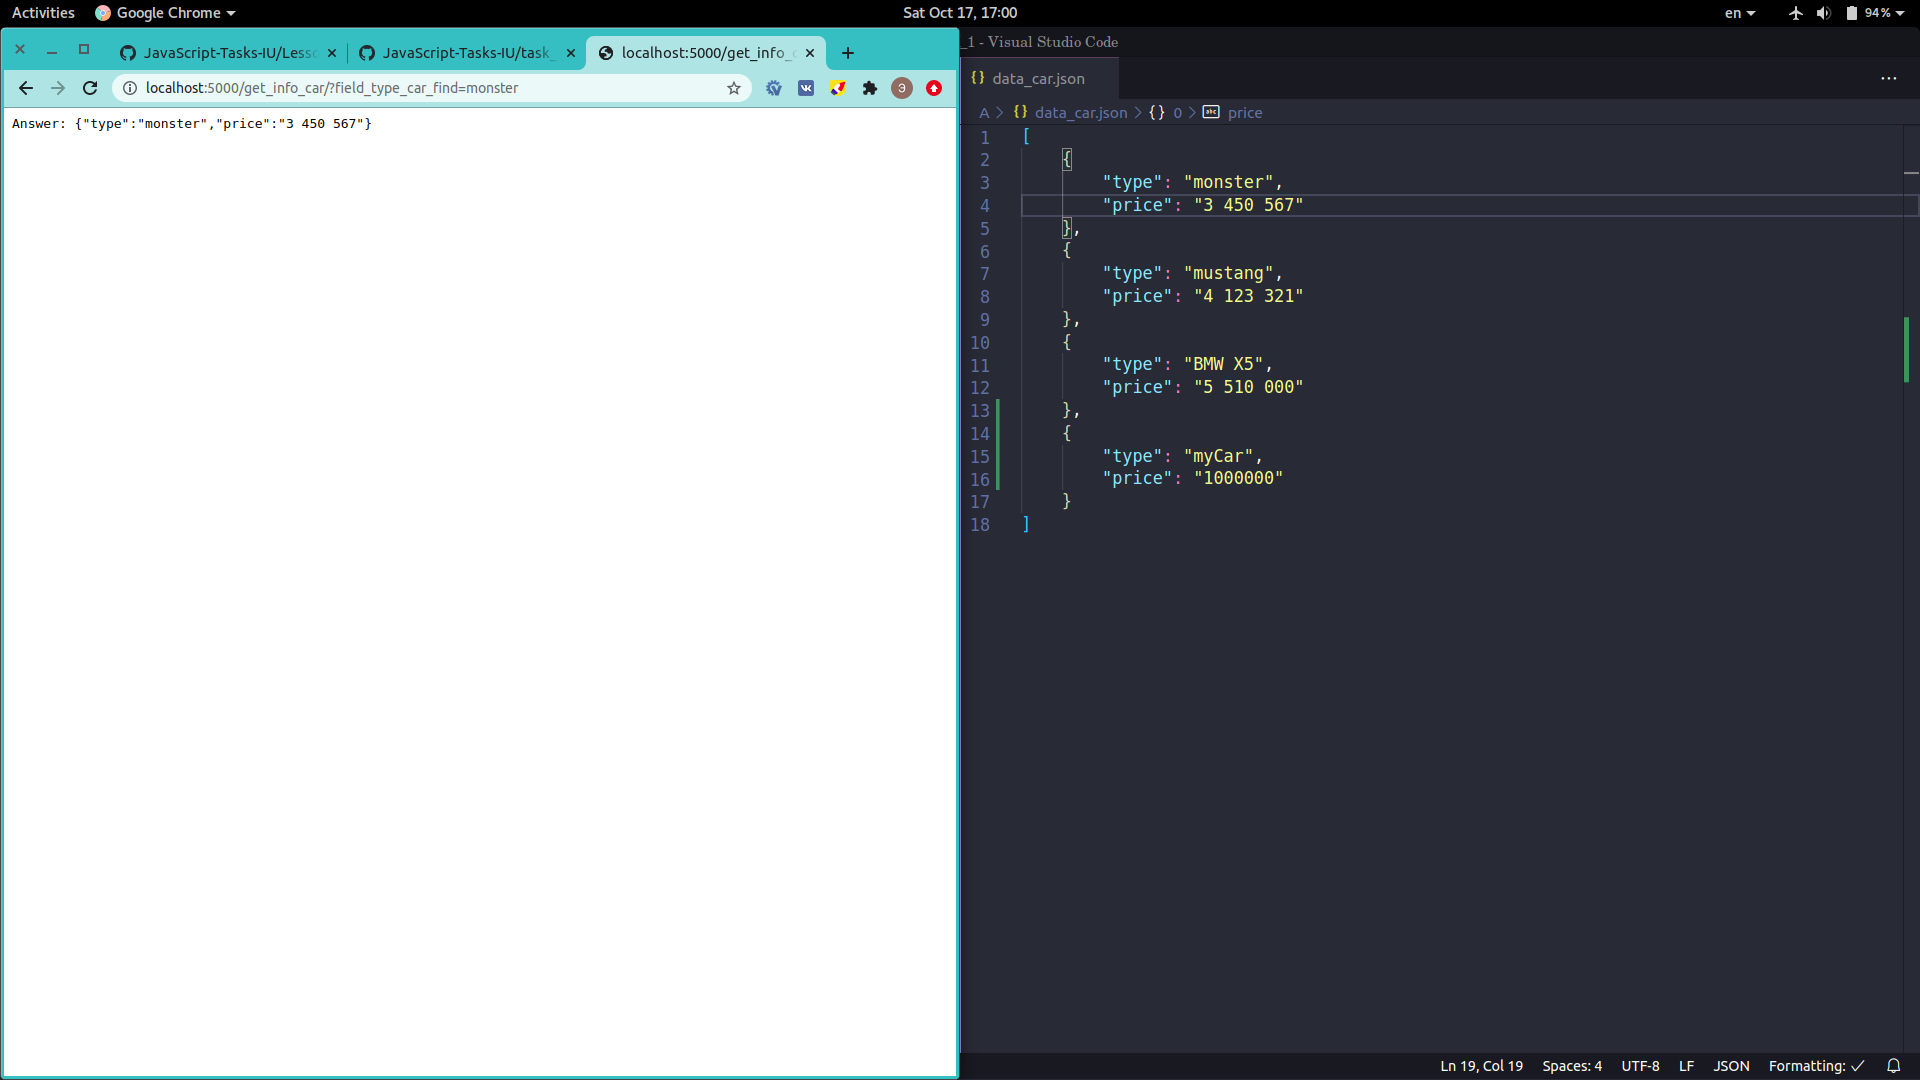 Activities Google Chrome Sat Oct 17, 17:00 en 94%
JavaScript-Tasks-IU/Lesso JavaScript-Tasks-IU/task_ localhost:5000/get_info_c
localhost:5000/get_info_car/?field_type_car_find=monster
Answer: {"type":"monster","price":"3 450 567"}
_1 - Visual Studio Code
{} data_car.json ...
A > {} data_car.json > {} 0 > abc price
1 [
2 {
3 "type": "monster",
4 "price": "3 450 567"
5 },
6 {
7 "type": "mustang",
8 "price": "4 123 321"
9 },
10 {
11 "type": "BMW X5",
12 "price": "5 510 000"
13 },
14 {
15 "type": "myCar",
16 "price": "1000000"
17 }
18 ]
Ln 19, Col 19 Spaces: 4 UTF-8 LF JSON Formatting: ✓